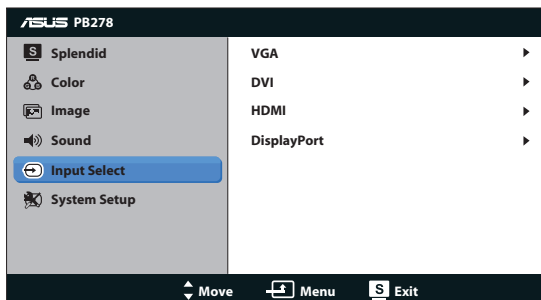 ASUS PB278
S Splendid
Color
Image
Sound
Input Select
System Setup
VGA
DVI
HDMI
DisplayPort
Move Menu S Exit